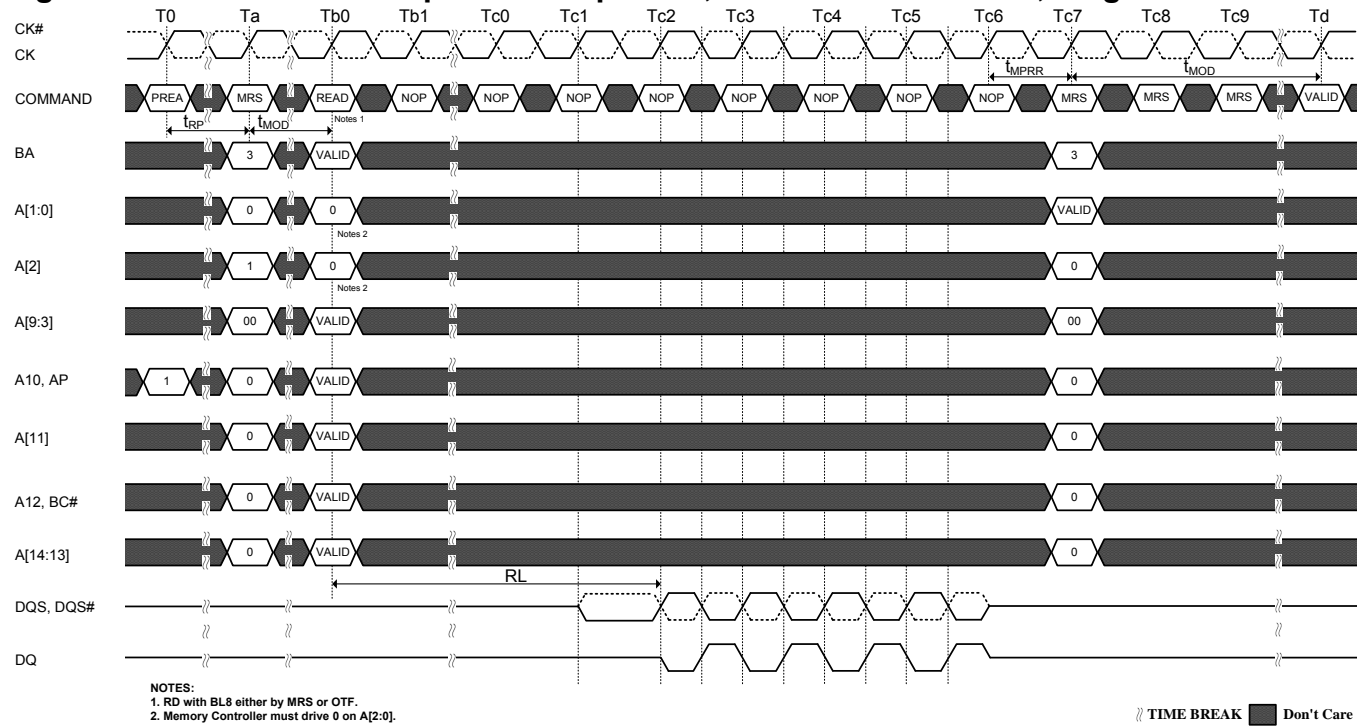 T0 Ta Tb0 Tb1 Tc0 Tc1 Tc2 Tc3 Tc4 Tc5 Tc6 Tc7 Tc8 Tc9 Td
CK#
CK
tMPRR tMOD
COMMAND PREA MRS READ NOP NOP NOP NOP NOP NOP NOP NOP MRS MRS MRS VALID
tRP tMOD Notes 1
BA 3 VALID 3
A[1:0] 0 0 VALID
Notes 2
A[2] 1 0 0
Notes 2
A[9:3] 00 VALID 00
A10, AP 1 0 VALID 0
A[11] 0 VALID 0
A12, BC# 0 VALID 0
A[14:13] 0 VALID 0
RL
DQS, DQS#
DQ
NOTES:
1. RD with BL8 either by MRS or OTF.
2. Memory Controller must drive 0 on A[2:0].
TIME BREAK Don't Care